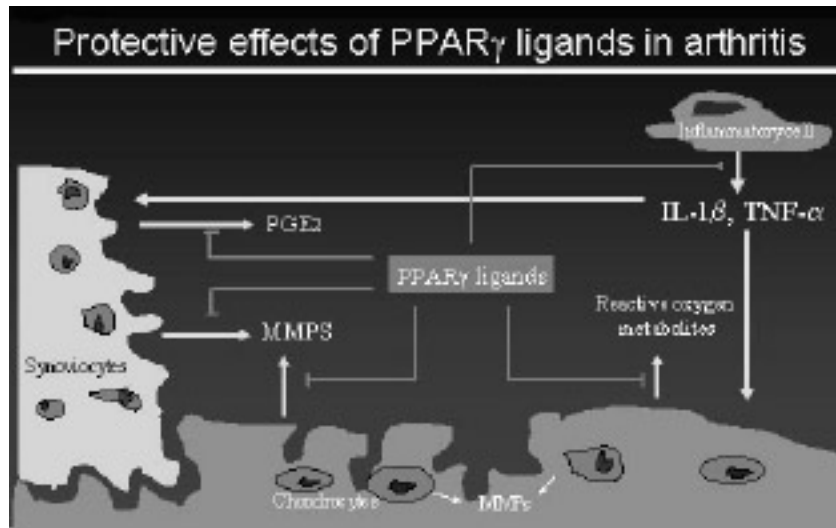 Protective effects of PPARγ ligands in arthritis
Inflammatory cell
IL-1β, TNF-α
PGE2
PPARγ ligands
Reactive oxygen
metabolites
MMPS
Synoviocytes
Chondrocytes
MMPs